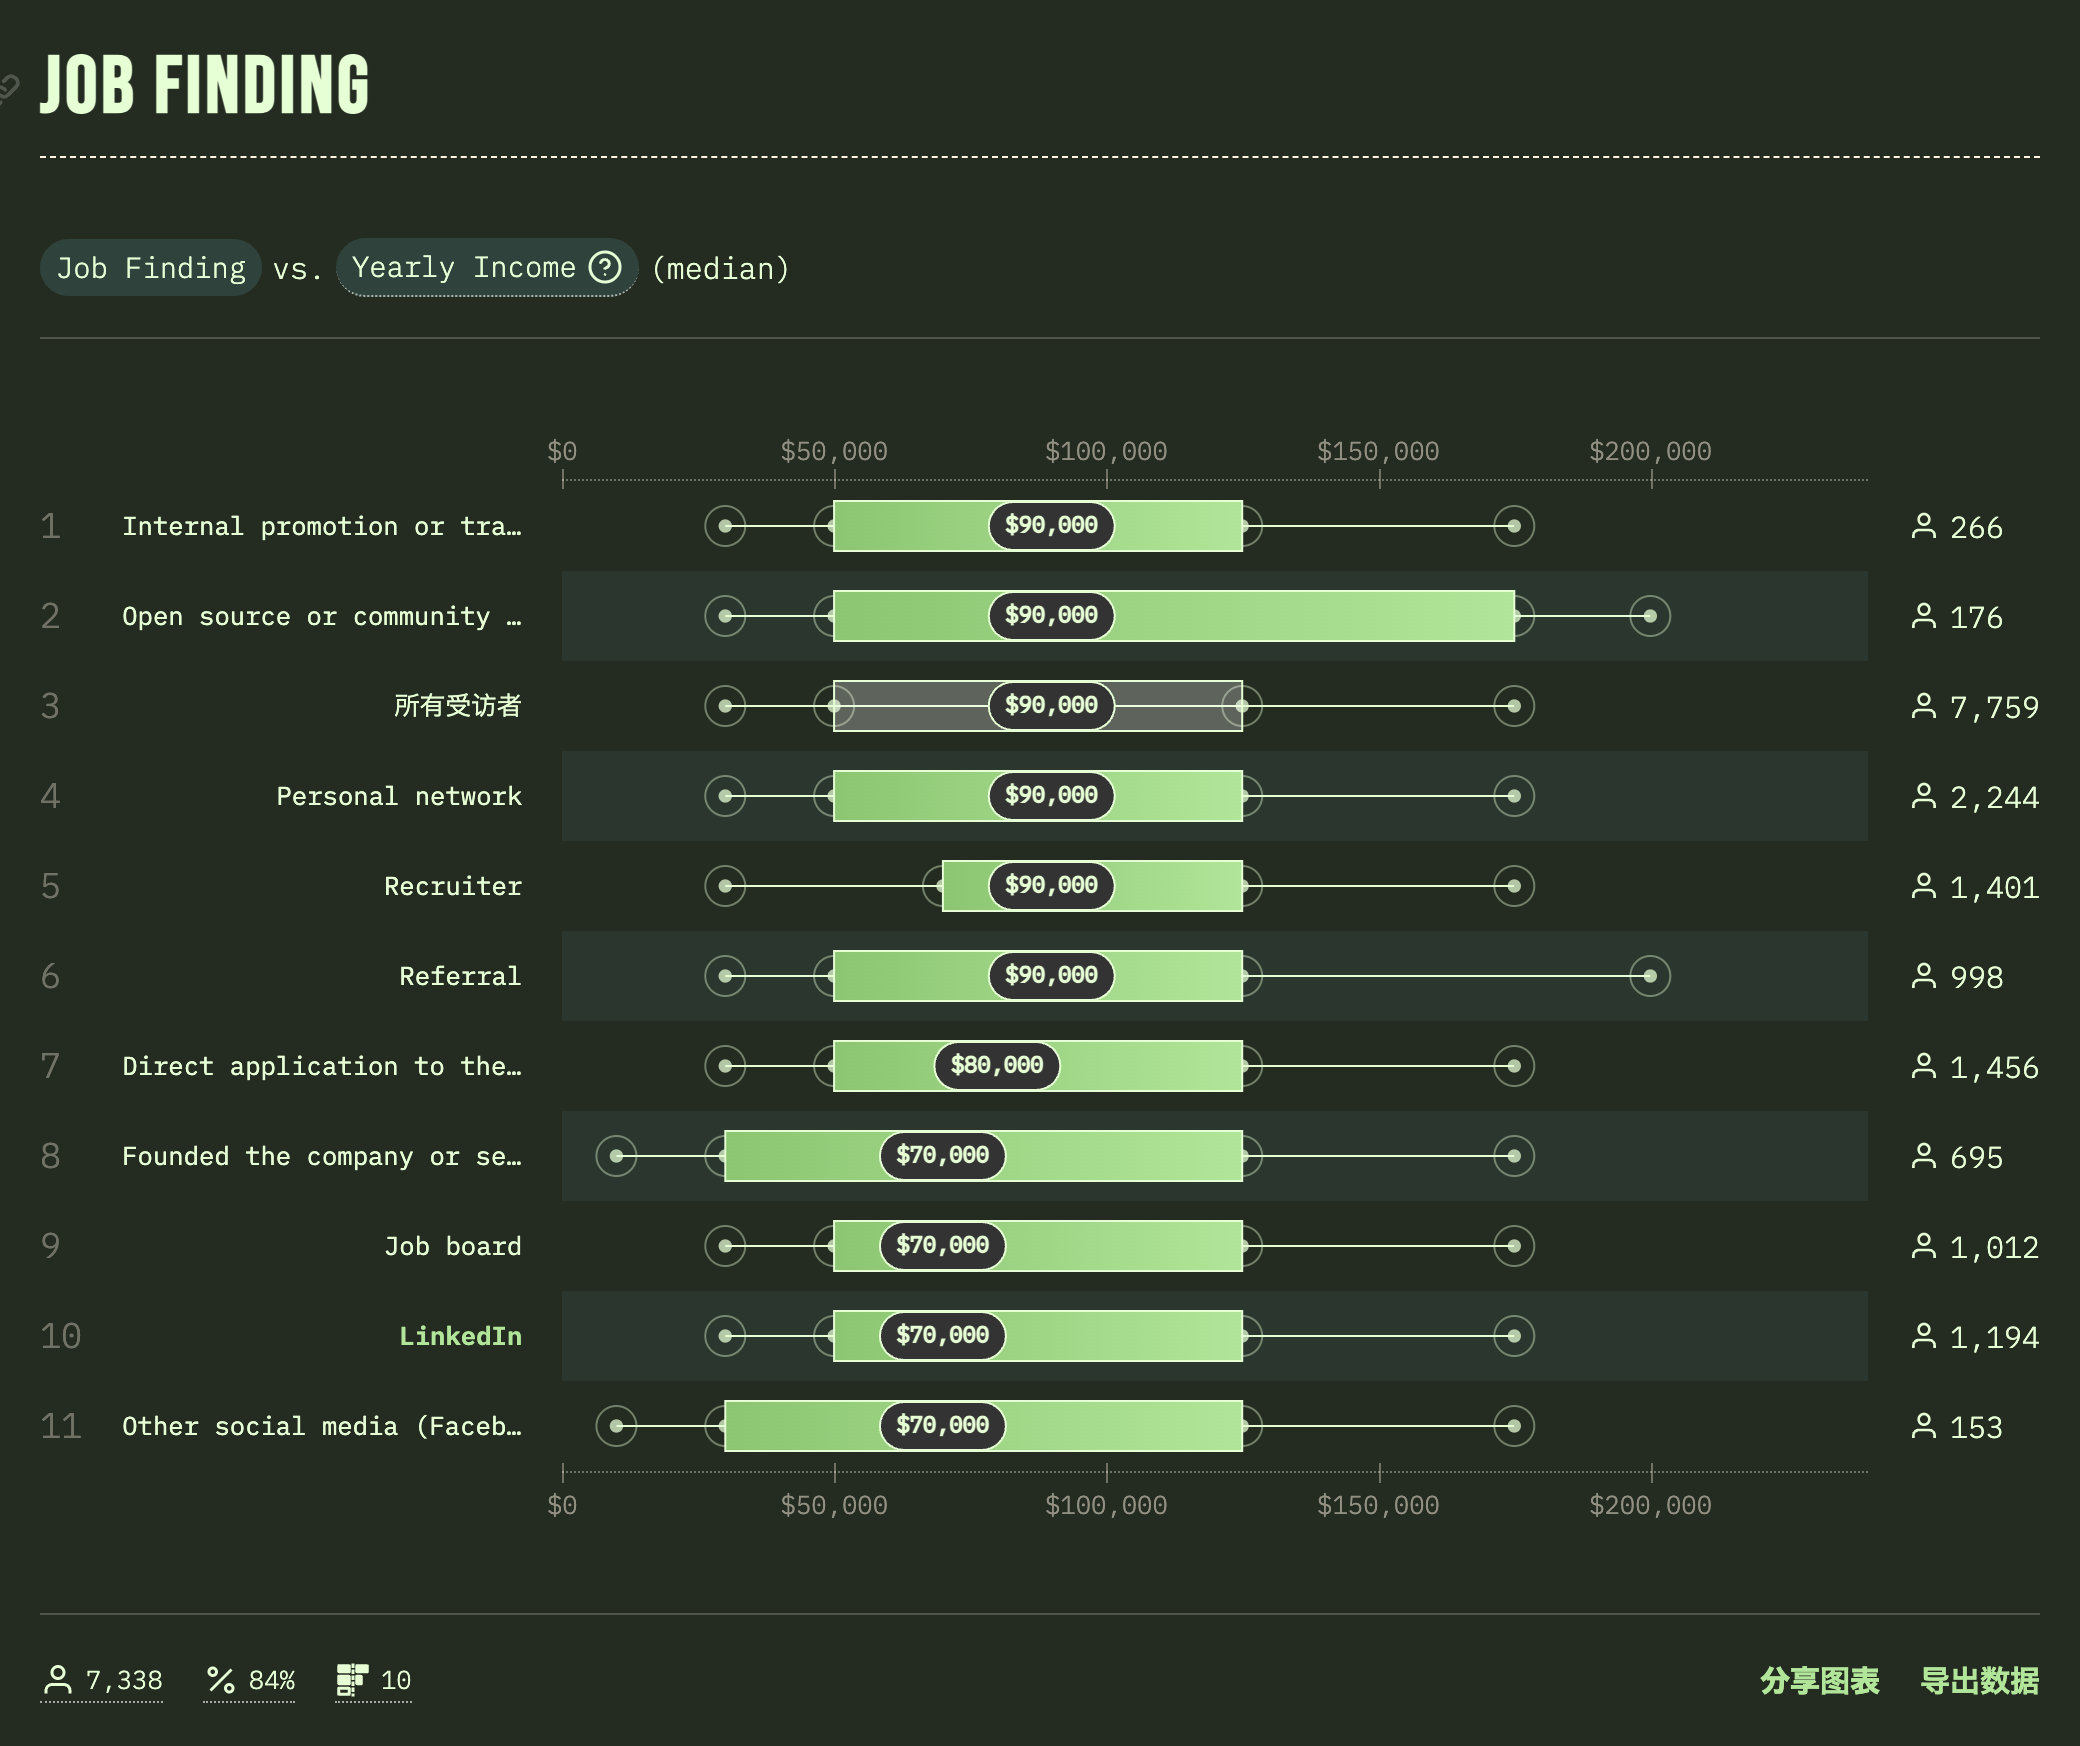 JOB FINDING
Job Finding vs. Yearly Income (median)
$0 $50,000 $100,000 $150,000 $200,000
1 Internal promotion or tra… $90,000 266
2 Open source or community … $90,000 176
3 所有受访者 $90,000 7,759
4 Personal network $90,000 2,244
5 Recruiter $90,000 1,401
6 Referral $90,000 998
7 Direct application to the… $80,000 1,456
8 Founded the company or se… $70,000 695
9 Job board $70,000 1,012
10 LinkedIn $70,000 1,194
11 Other social media (Faceb… $70,000 153
$0 $50,000 $100,000 $150,000 $200,000
7,338 84% 10 分享图表 导出数据